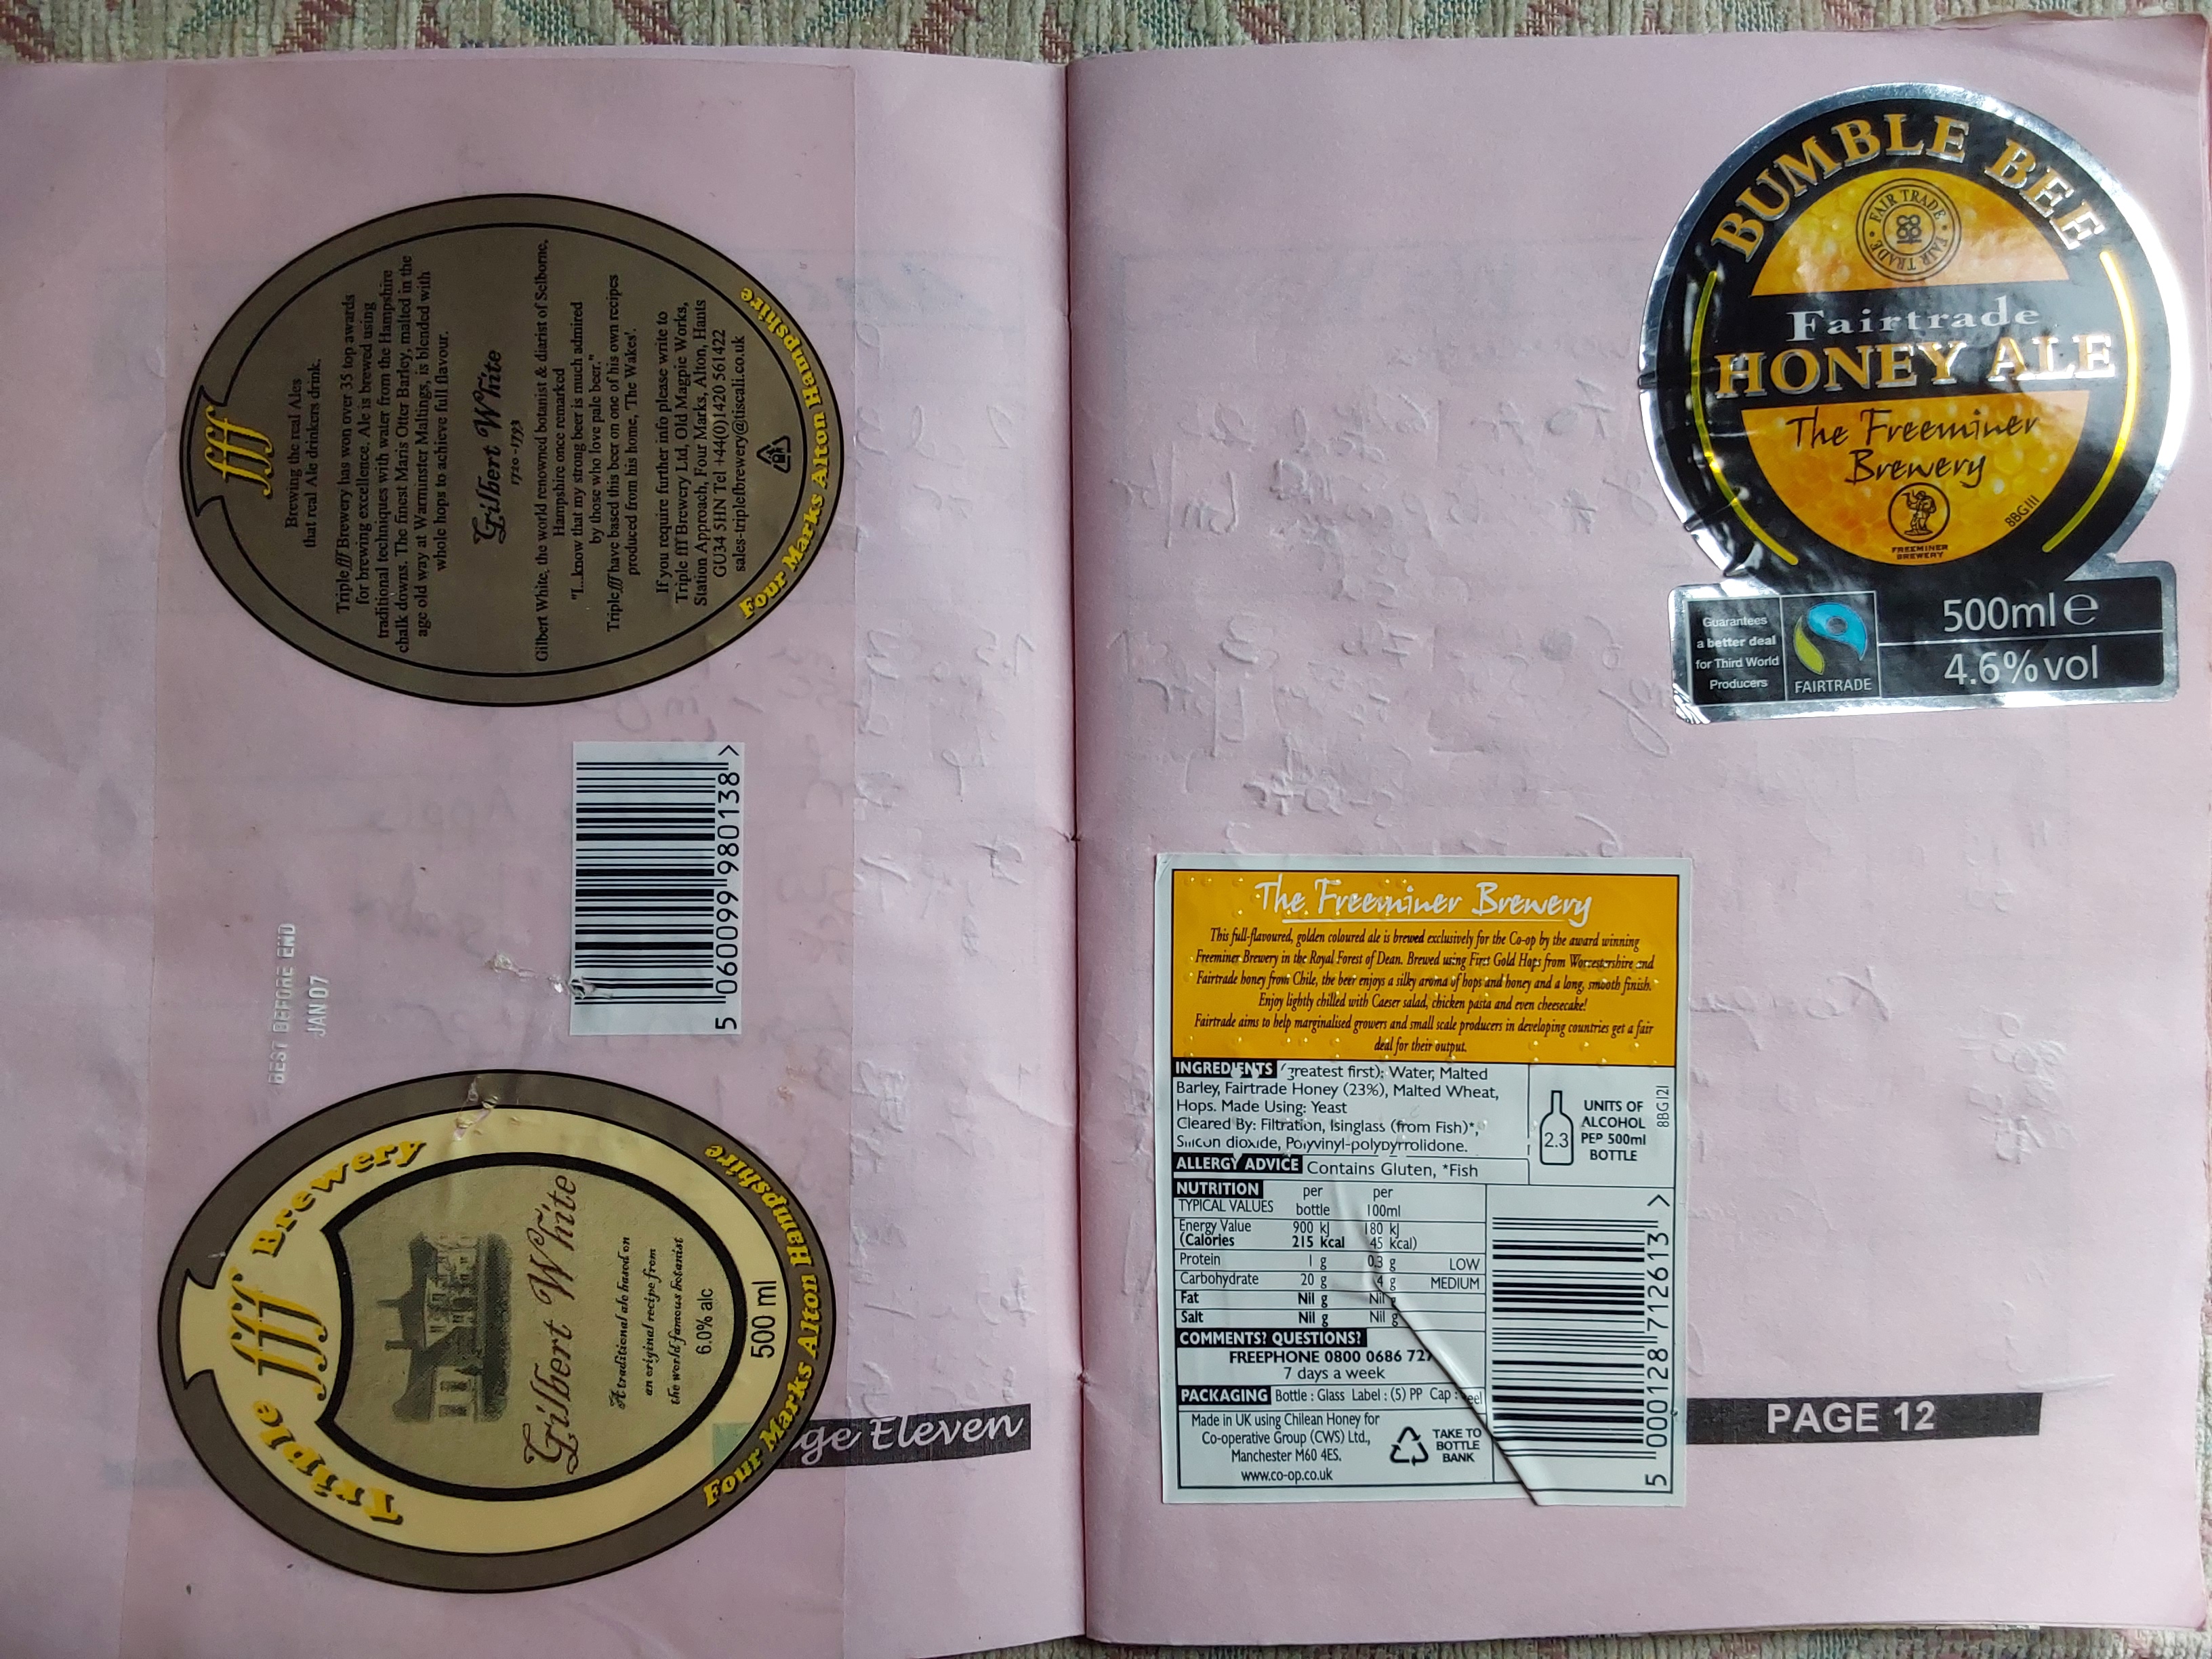 fff
Brewing the real Ales
that real Ale drinkers drink.
Triple fff Brewery has won over 35 top awards
for brewing excellence. Ale is brewed using
traditional techniques with water from the Hampshire
chalk downs. The finest Maris Otter Barley, malted in the
age old way at Warminster Maltings, is blended with
whole hops to achieve full flavour.
Gilbert White
1720-1793
Gilbert White, the world renowned botanist & diarist of Selborne,
Hampshire once remarked
"I...know that my strong beer is much admired
by those who love pale beer."
Triple fff have based this beer on one of his own recipes
produced from his home, 'The Wakes'.
If you require further info please write to
Triple fff Brewery Ltd, Old Magpie Works,
Station Approach, Four Marks, Alton, Hants
GU34 5HN Tel +44(0)1420 561422
sales-triplefbrewery@tiscali.co.uk
Four Marks Alton Hampshire
5 060099 980138 >
BEST BEFORE END
JAN 07
Triple fff Brewery
Gilbert White
A traditional ale based on
an original recipe from
the world famous botanist
6.0% alc
500 ml
Four Marks Alton Hampshire
ge Eleven
BUMBLE BEE
FAIR TRADE · FAIR TRADE ·
CO OP
Fairtrade
HONEY ALE
The Freeminer
Brewery
FREEMINER
BREWERY
BBG111
Guarantees
a better deal
for Third World
Producers
FAIRTRADE
500ml e
4.6% vol
The Freeminer Brewery
This full-flavoured, golden coloured ale is brewed exclusively for the Co-op by the award winning
Freeminer Brewery in the Royal Forest of Dean. Brewed using First Gold Hops from Worcestershire and
Fairtrade honey from Chile, the beer enjoys a silky aroma of hops and honey and a long, smooth finish.
Enjoy lightly chilled with Caeser salad, chicken pasta and even cheesecake!
Fairtrade aims to help marginalised growers and small scale producers in developing countries get a fair
deal for their output.
INGREDIENTS (greatest first): Water, Malted
Barley, Fairtrade Honey (23%), Malted Wheat,
Hops. Made Using: Yeast
Cleared By: Filtration, Isinglass (from Fish)*,
Silicon dioxide, Polyvinyl-polypyrrolidone.
ALLERGY ADVICE Contains Gluten, *Fish
2.3
UNITS OF
ALCOHOL
PER 500ml
BOTTLE
BBG121
NUTRITION per per
TYPICAL VALUES bottle 100ml
Energy Value 900 kJ 180 kJ
(Calories 215 kcal 45 kcal)
Protein 1 g 0.3 g LOW
Carbohydrate 20 g 4 g MEDIUM
Fat Nil g Nil g
Salt Nil g Nil g
COMMENTS? QUESTIONS?
FREEPHONE 0800 0686 727
7 days a week
PACKAGING Bottle : Glass Label : (5) PP Cap : eel
Made in UK using Chilean Honey for
Co-operative Group (CWS) Ltd.,
Manchester M60 4ES.
www.co-op.co.uk
TAKE TO
BOTTLE
BANK
5 000128 712613 >
PAGE 12